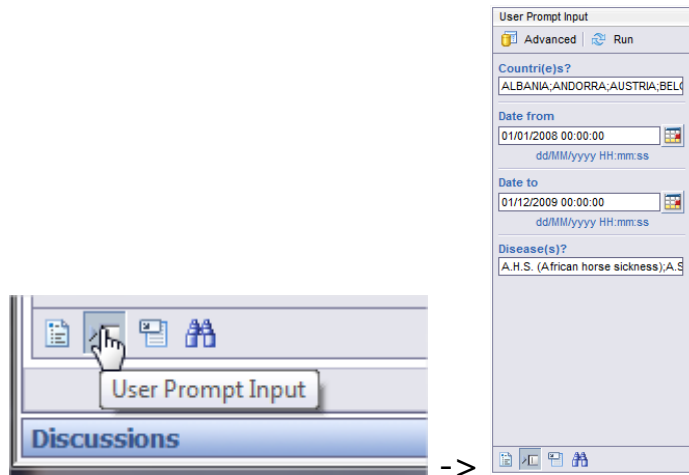 User Prompt Input
Discussions
->
User Prompt Input
Advanced Run
Countri(e)s?
ALBANIA;ANDORRA;AUSTRIA;BEL
Date from
01/01/2008 00:00:00
dd/MM/yyyy HH:mm:ss
Date to
01/12/2009 00:00:00
dd/MM/yyyy HH:mm:ss
Disease(s)?
A.H.S. (African horse sickness);A.S